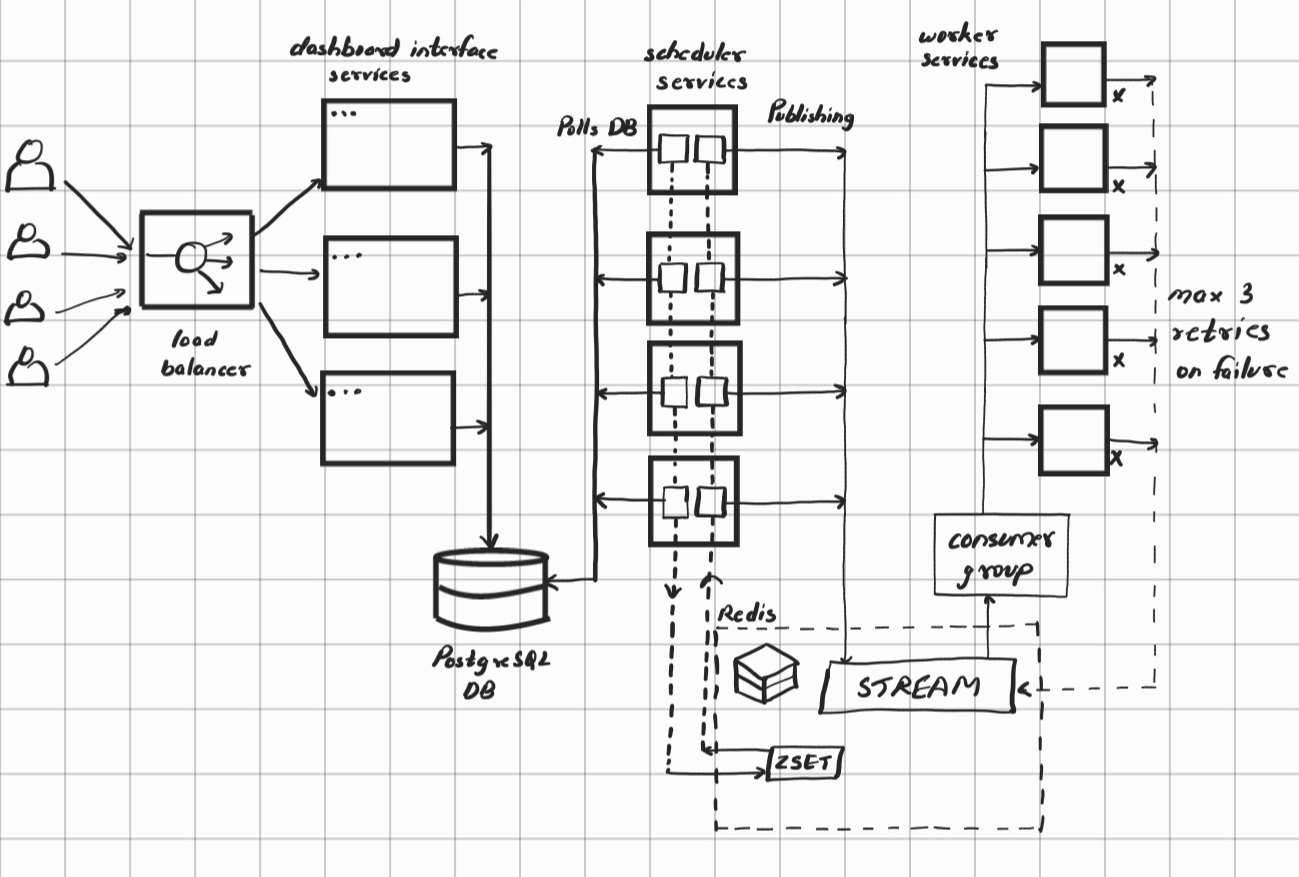 dashboard interface
services
scheduler
services
worker
services
Polls DB
Publishing
load
balancer
max 3
retries
on failure
x
x
x
x
x
consumer
group
Redis
PostgreSQL
DB
STREAM
ZSET